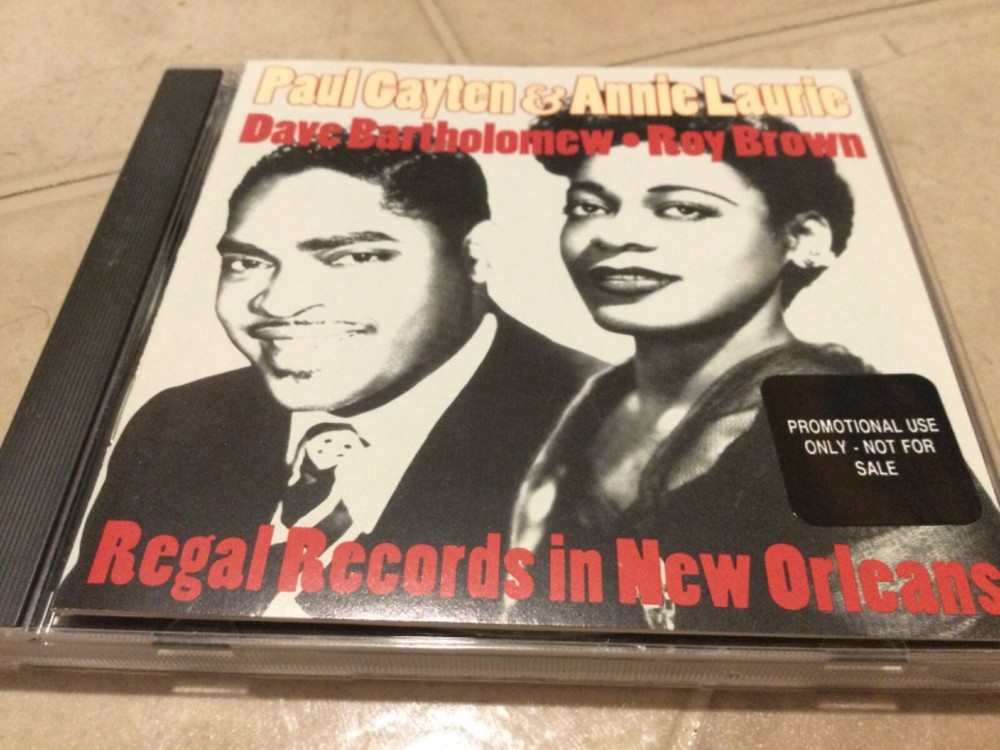 Paul Gayten & Annie Laurie
Dave Bartholomew • Roy Brown
PROMOTIONAL USE
ONLY - NOT FOR
SALE
Regal Records in New Orleans